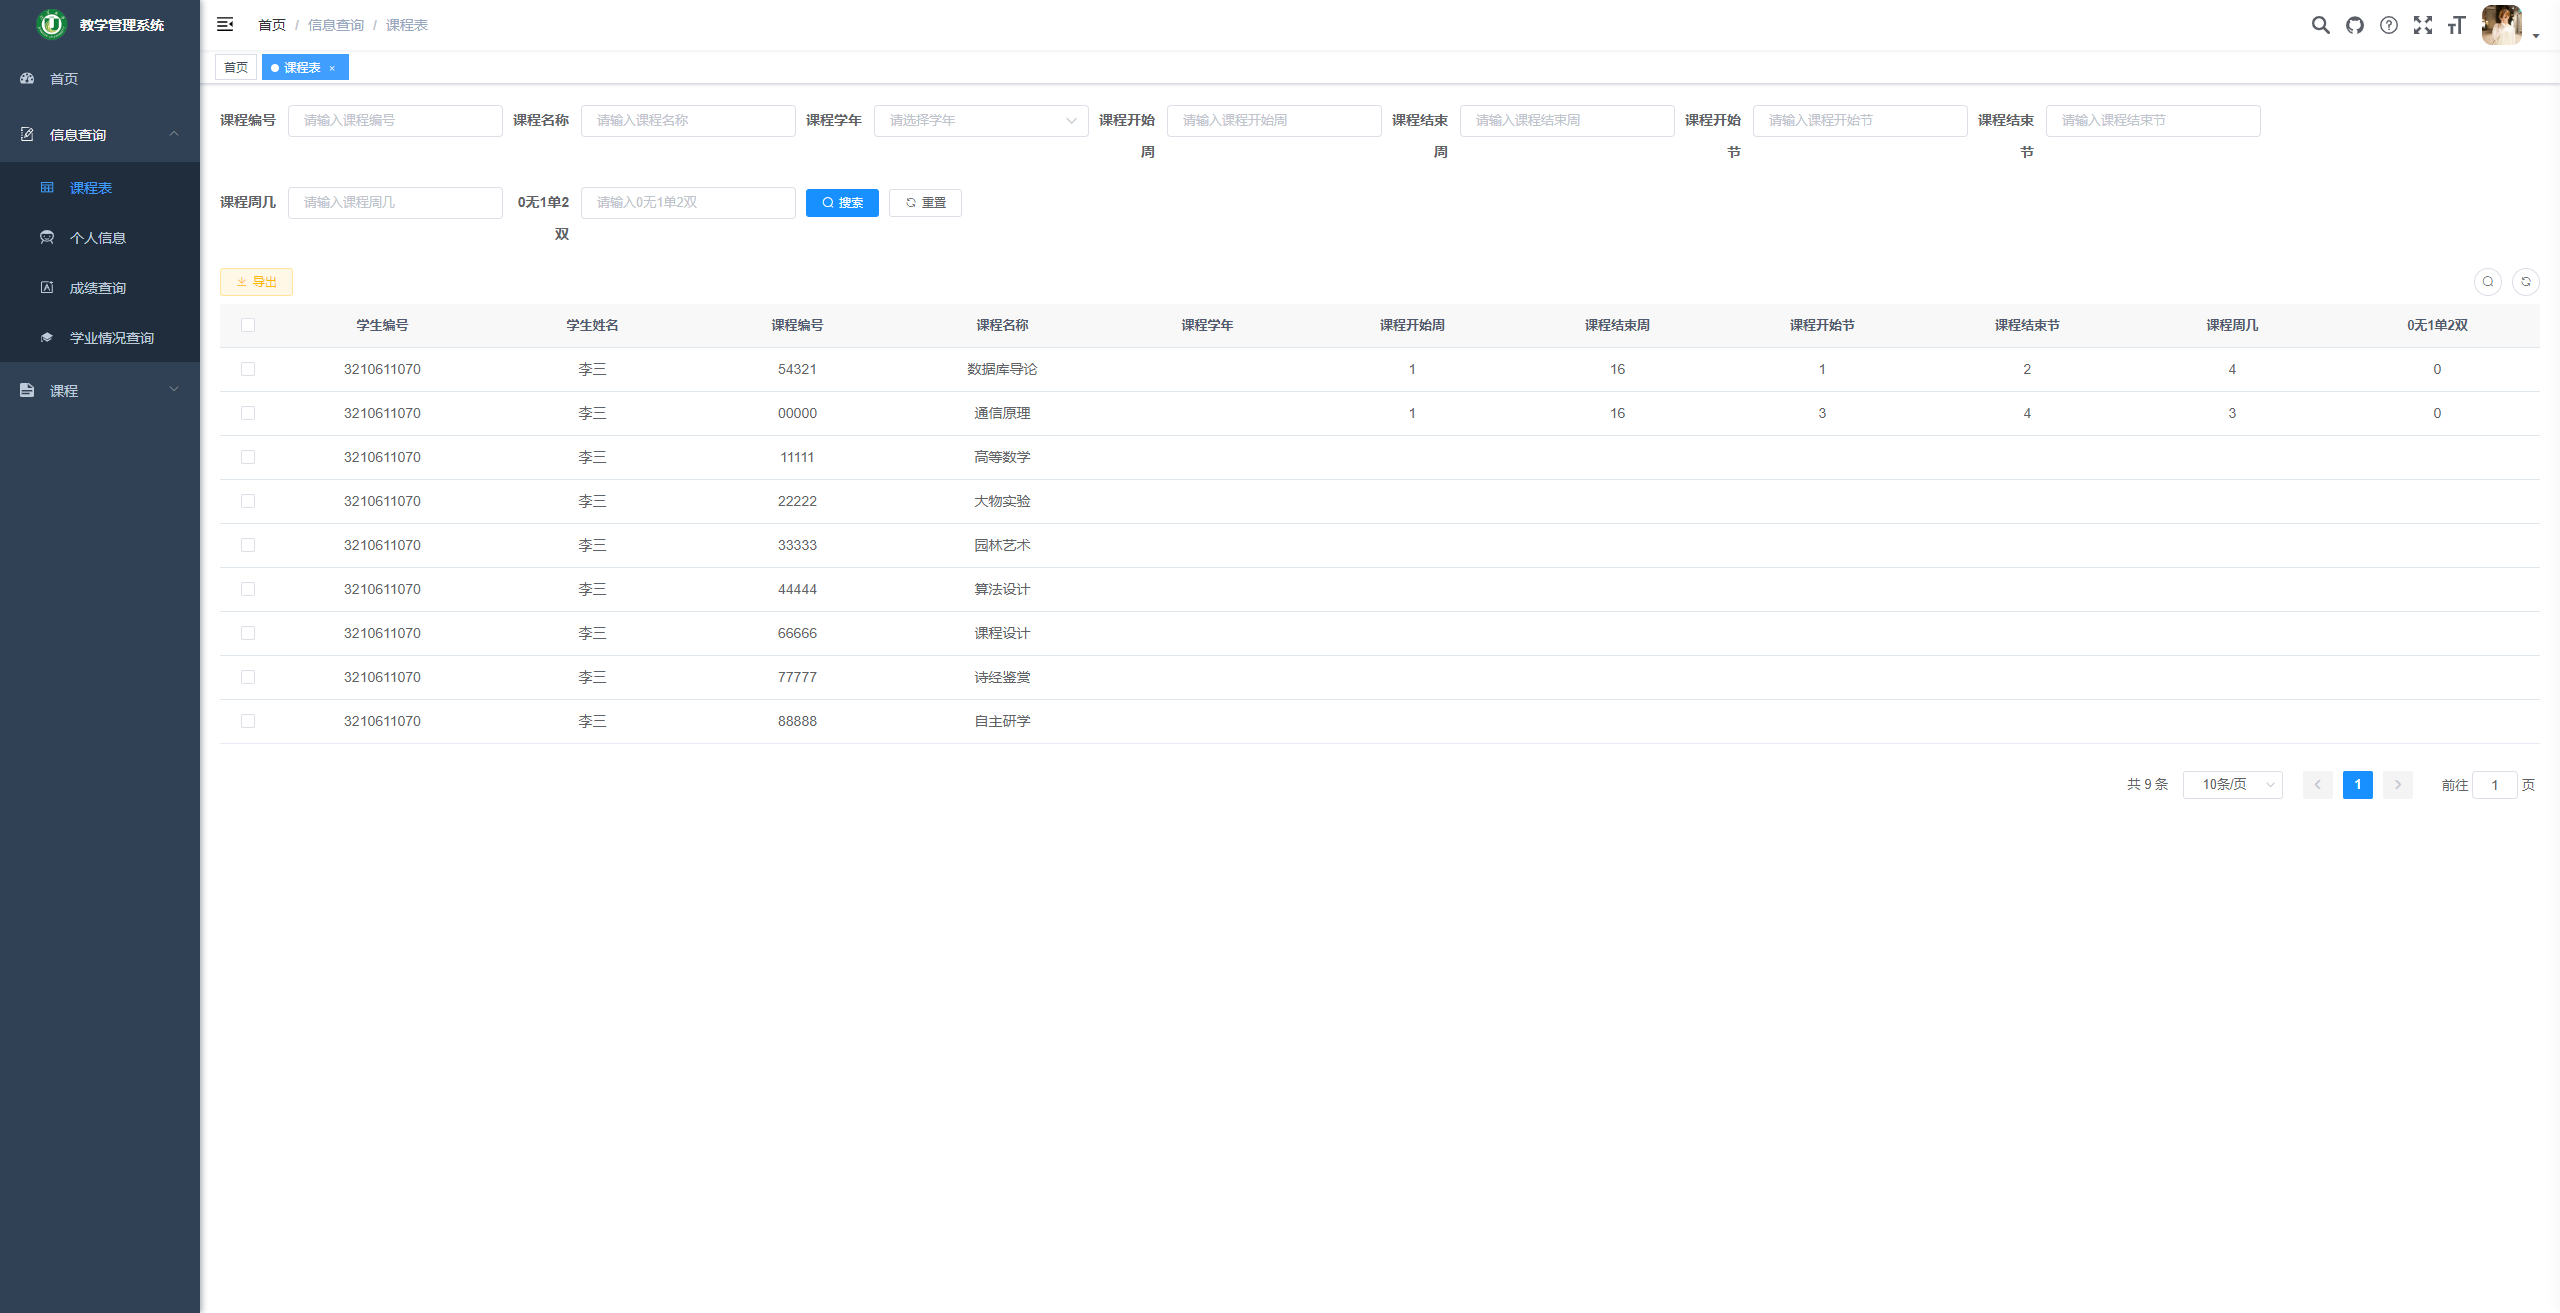 教学管理系统
首页 / 信息查询 / 课程表
首页
课程表 ×
首页
信息查询
课程表
个人信息
成绩查询
学业情况查询
课程
课程编号 请输入课程编号 课程名称 请输入课程名称 课程学年 请选择学年 课程开始周 请输入课程开始周 课程结束周 请输入课程结束周 课程开始节 请输入课程开始节 课程结束节 请输入课程结束节
课程周几 请输入课程周几 0无1单2双 请输入0无1单2双 搜索 重置
导出
学生编号 学生姓名 课程编号 课程名称 课程学年 课程开始周 课程结束周 课程开始节 课程结束节 课程周几 0无1单2双
3210611070 李三 54321 数据库导论 1 16 1 2 4 0
3210611070 李三 00000 通信原理 1 16 3 4 3 0
3210611070 李三 11111 高等数学
3210611070 李三 22222 大物实验
3210611070 李三 33333 园林艺术
3210611070 李三 44444 算法设计
3210611070 李三 66666 课程设计
3210611070 李三 77777 诗经鉴赏
3210611070 李三 88888 自主研学
共 9 条 10条/页 1 前往 1 页